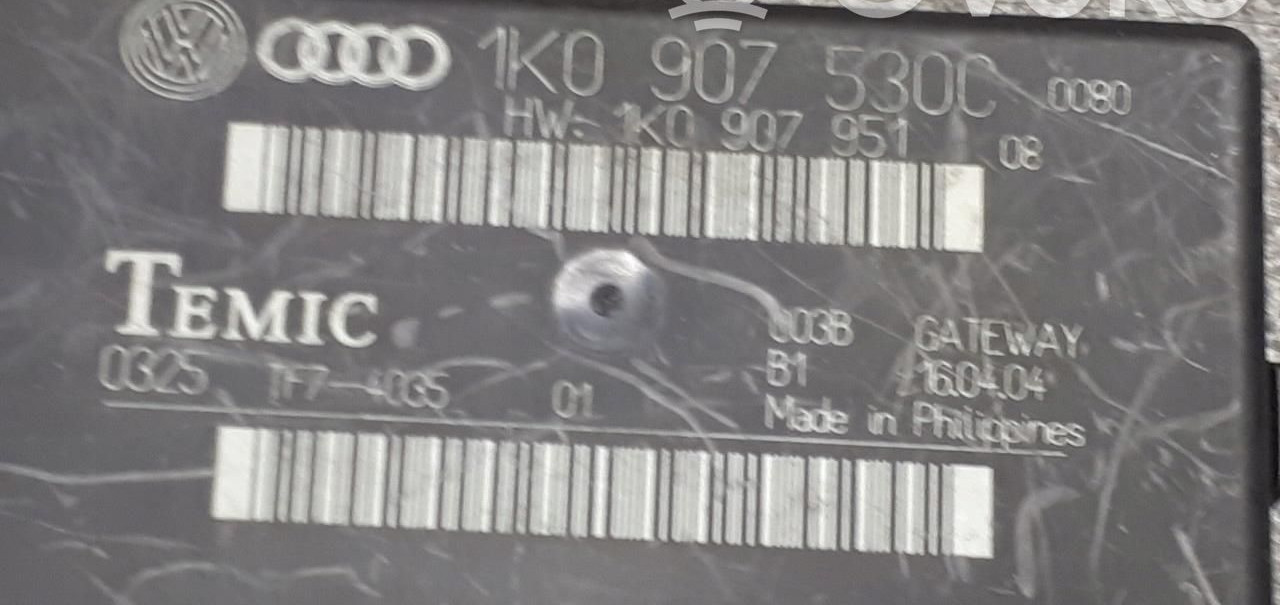 1K0 907 530C 0080
HW: 1K0 907 951 08
TEMIC
003B GATEWAY
B1 16.04.04
0325 TF7-4035 01
Made in Philippines